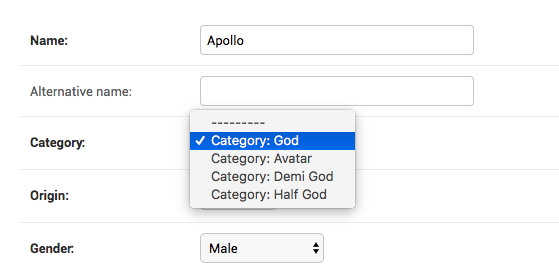 Name: Apollo
Alternative name:
---------
Category: ✓ Category: God
Category: Avatar
Category: Demi God
Category: Half God
Origin:
Gender: Male